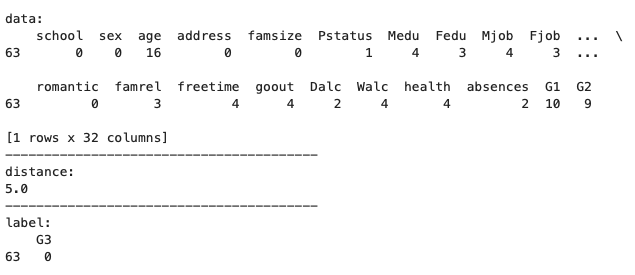 data:
    school  sex  age  address  famsize  Pstatus  Medu  Fedu  Mjob  Fjob  ...  \
63       0    0   16        0        0        1     4     3     4     3  ...
    romantic  famrel  freetime  goout  Dalc  Walc  health  absences  G1  G2
63         0       3         4      4     2     4       4         2  10   9
[1 rows x 32 columns]
----------------------------------------
distance:
5.0
----------------------------------------
label:
    G3
63   0